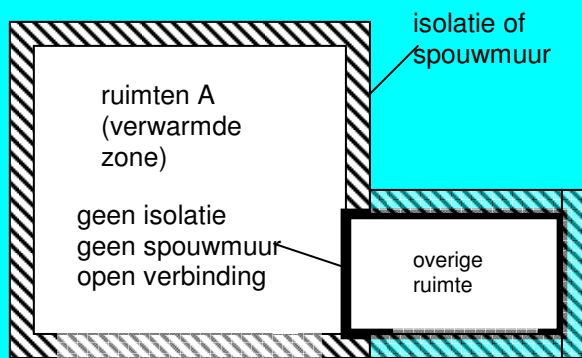 isolatie of
spouwmuur
ruimten A
(verwarmde
zone)
geen isolatie
geen spouwmuur
open verbinding
overige
ruimte